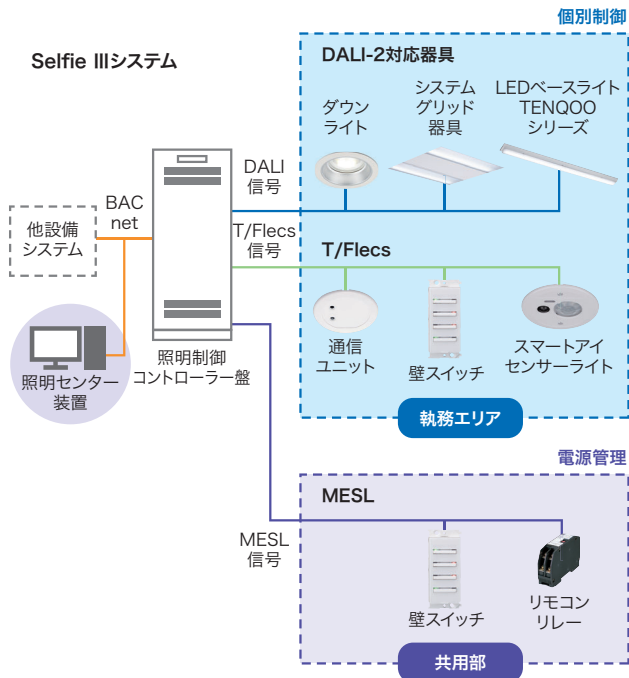 個別制御
Selfie Ⅲシステム
DALI-2対応器具
ダウン
ライト
システム
グリッド
器具
LEDベースライト
TENQOO
シリーズ
DALI
信号
BAC
net
他設備
システム
T/Flecs
信号
T/Flecs
通信
ユニット
壁スイッチ
スマートアイ
センサーライト
照明制御
コントローラー盤
照明センター
装置
執務エリア
電源管理
MESL
MESL
信号
壁スイッチ
リモコン
リレー
共用部